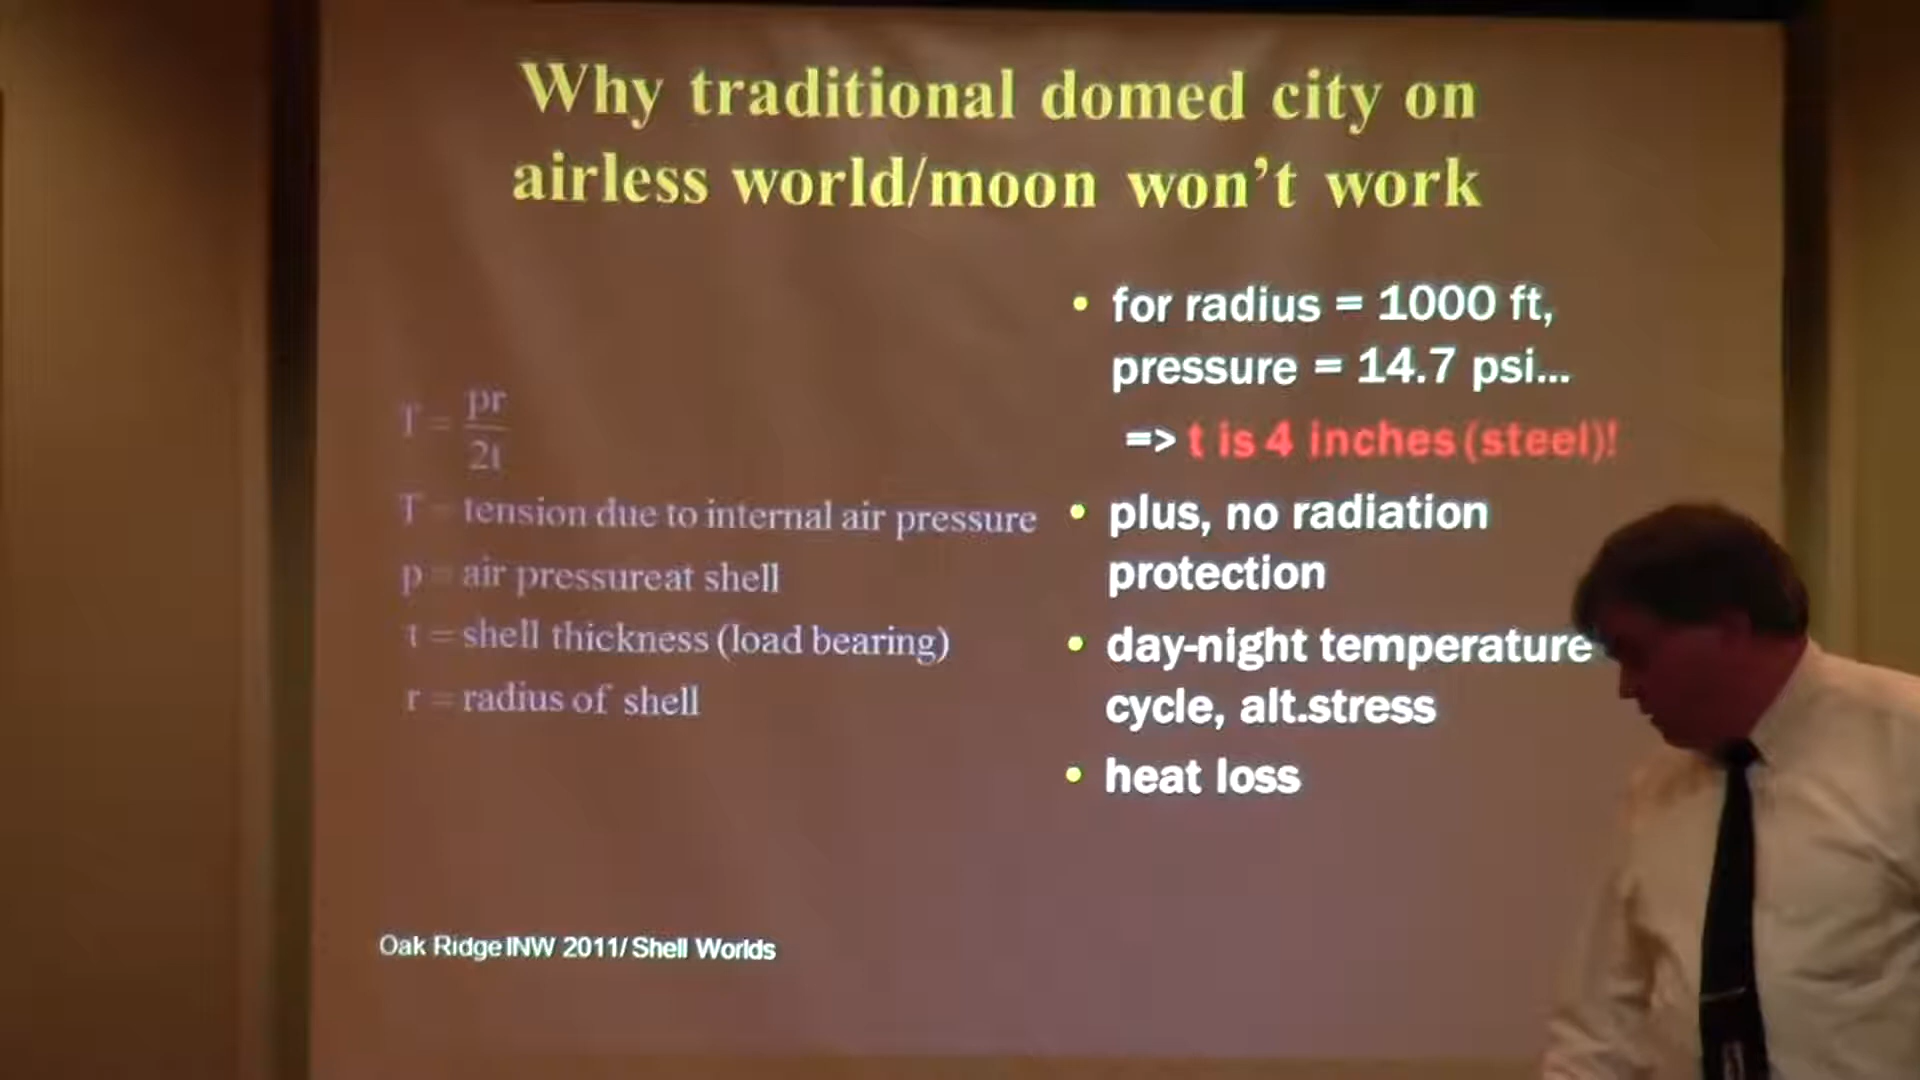 Why traditional domed city on
airless world/moon won't work
T = pr
2t
T = tension due to internal air pressure
p = air pressureat shell
t = shell thickness (load bearing)
r = radius of shell
• for radius = 1000 ft,
pressure = 14.7 psi...
=> t is 4 inches (steel)!
• plus, no radiation
protection
• day-night temperature
cycle, alt.stress
• heat loss
Oak Ridge INW 2011/ Shell Worlds